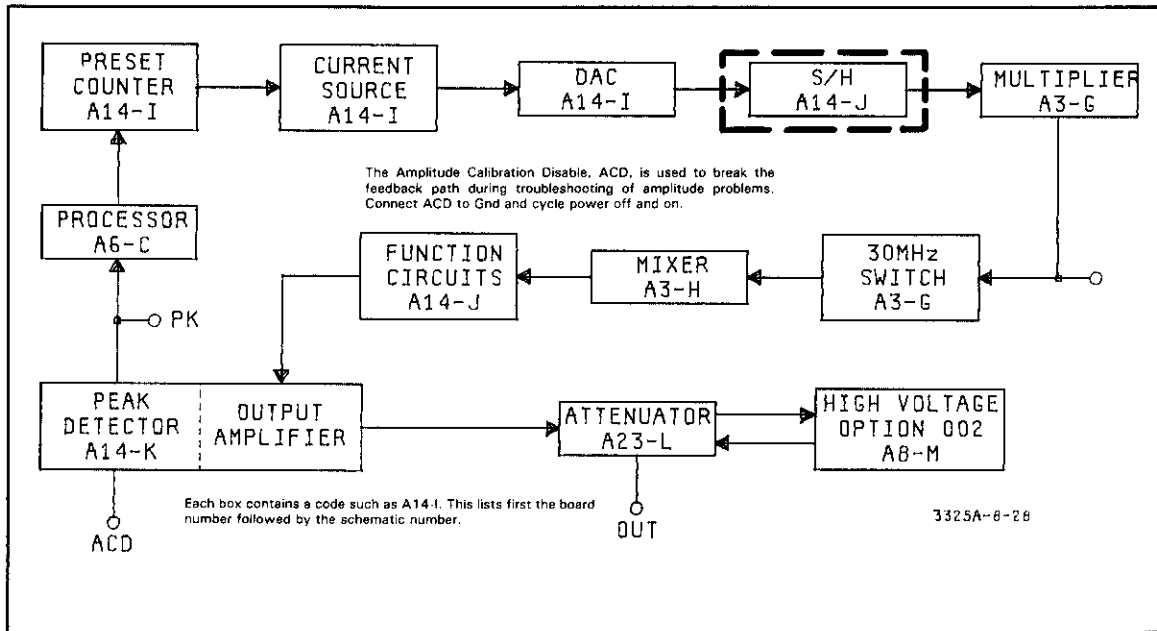 PRESET
COUNTER
A14-I
CURRENT
SOURCE
A14-I
DAC
A14-I
S/H
A14-J
MULTIPLIER
A3-G
The Amplitude Calibration Disable, ACD, is used to break the
feedback path during troubleshooting of amplitude problems.
Connect ACD to Gnd and cycle power off and on.
PROCESSOR
A6-C
FUNCTION
CIRCUITS
A14-J
MIXER
A3-H
30MHz
SWITCH
A3-G
PK
PEAK
DETECTOR
A14-K
OUTPUT
AMPLIFIER
ATTENUATOR
A23-L
HIGH VOLTAGE
OPTION 002
A8-M
Each box contains a code such as A14-I. This lists first the board
number followed by the schematic number.
ACD
OUT
3325A-8-28